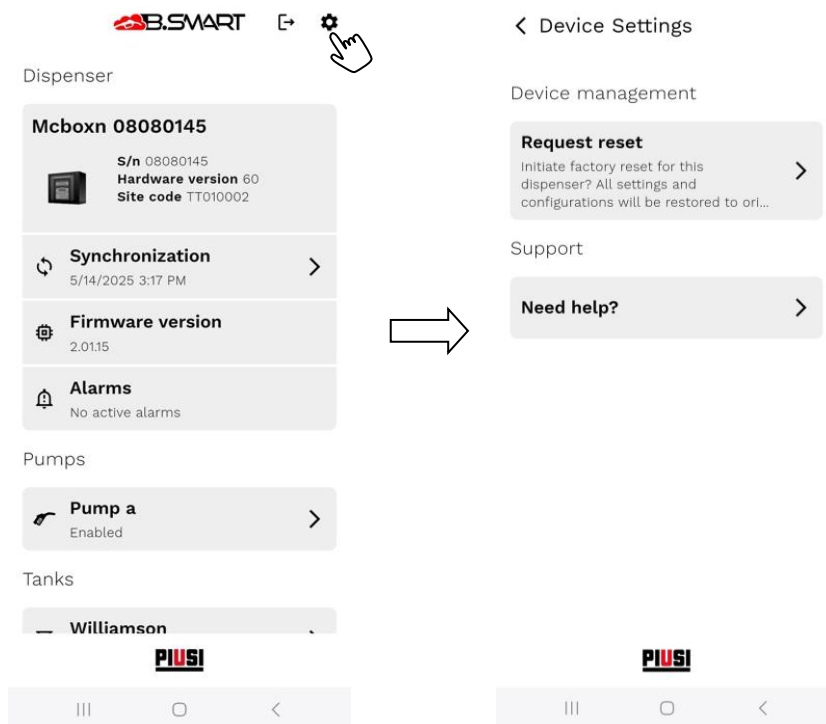 B.SMART
Dispenser
Mcboxn 08080145
S/n 08080145
Hardware version 60
Site code TT010002
Synchronization
5/14/2025 3:17 PM
Firmware version
2.01.15
Alarms
No active alarms
Pumps
Pump a
Enabled
Tanks
Williamson
PIUSI
Device Settings
Device management
Request reset
Initiate factory reset for this
dispenser? All settings and
configurations will be restored to ori...
Support
Need help?
PIUSI